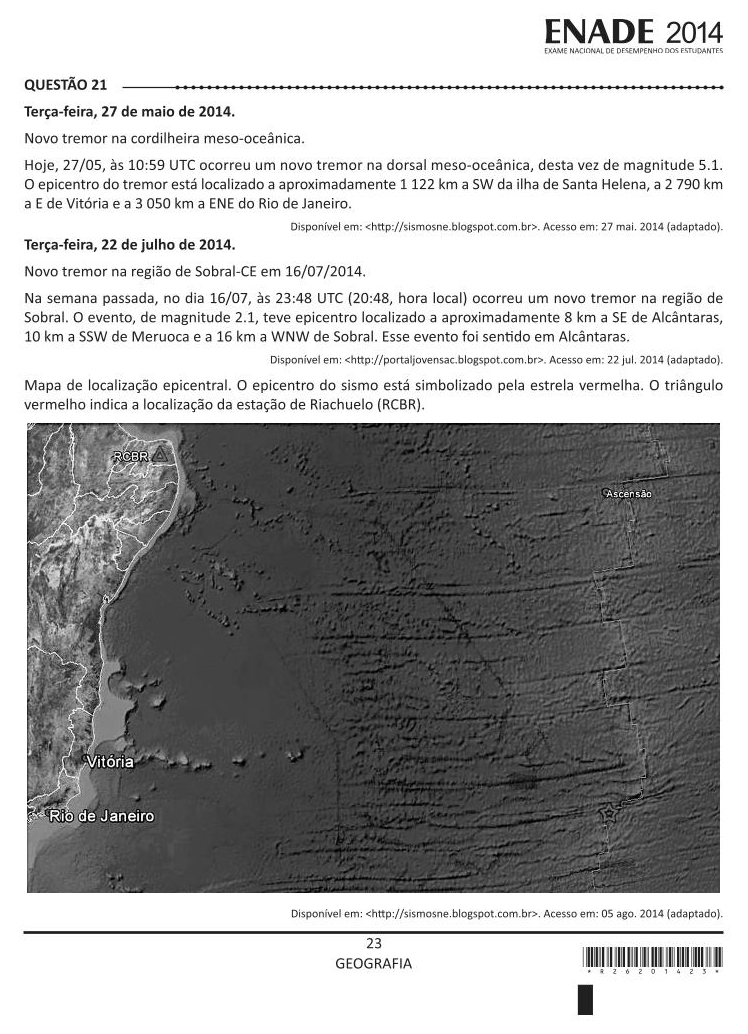 ENADE 2014
EXAME NACIONAL DE DESEMPENHO DOS ESTUDANTES
QUESTÃO 21
Terça-feira, 27 de maio de 2014.
Novo tremor na cordilheira meso-oceânica.
Hoje, 27/05, às 10:59 UTC ocorreu um novo tremor na dorsal meso-oceânica, desta vez de magnitude 5.1.
O epicentro do tremor está localizado a aproximadamente 1 122 km a SW da ilha de Santa Helena, a 2 790 km
a E de Vitória e a 3 050 km a ENE do Rio de Janeiro.
Disponível em: <http://sismosne.blogspot.com.br>. Acesso em: 27 mai. 2014 (adaptado).
Terça-feira, 22 de julho de 2014.
Novo tremor na região de Sobral-CE em 16/07/2014.
Na semana passada, no dia 16/07, às 23:48 UTC (20:48, hora local) ocorreu um novo tremor na região de
Sobral. O evento, de magnitude 2.1, teve epicentro localizado a aproximadamente 8 km a SE de Alcântaras,
10 km a SSW de Meruoca e a 16 km a WNW de Sobral. Esse evento foi sentido em Alcântaras.
Disponível em: <http://portaljovensac.blogspot.com.br>. Acesso em: 22 jul. 2014 (adaptado).
Mapa de localização epicentral. O epicentro do sismo está simbolizado pela estrela vermelha. O triângulo
vermelho indica a localização da estação de Riachuelo (RCBR).
RCBR
Ascensão
Vitória
Rio de Janeiro
Disponível em: <http://sismosne.blogspot.com.br>. Acesso em: 05 ago. 2014 (adaptado).
23
GEOGRAFIA
*R26201423*